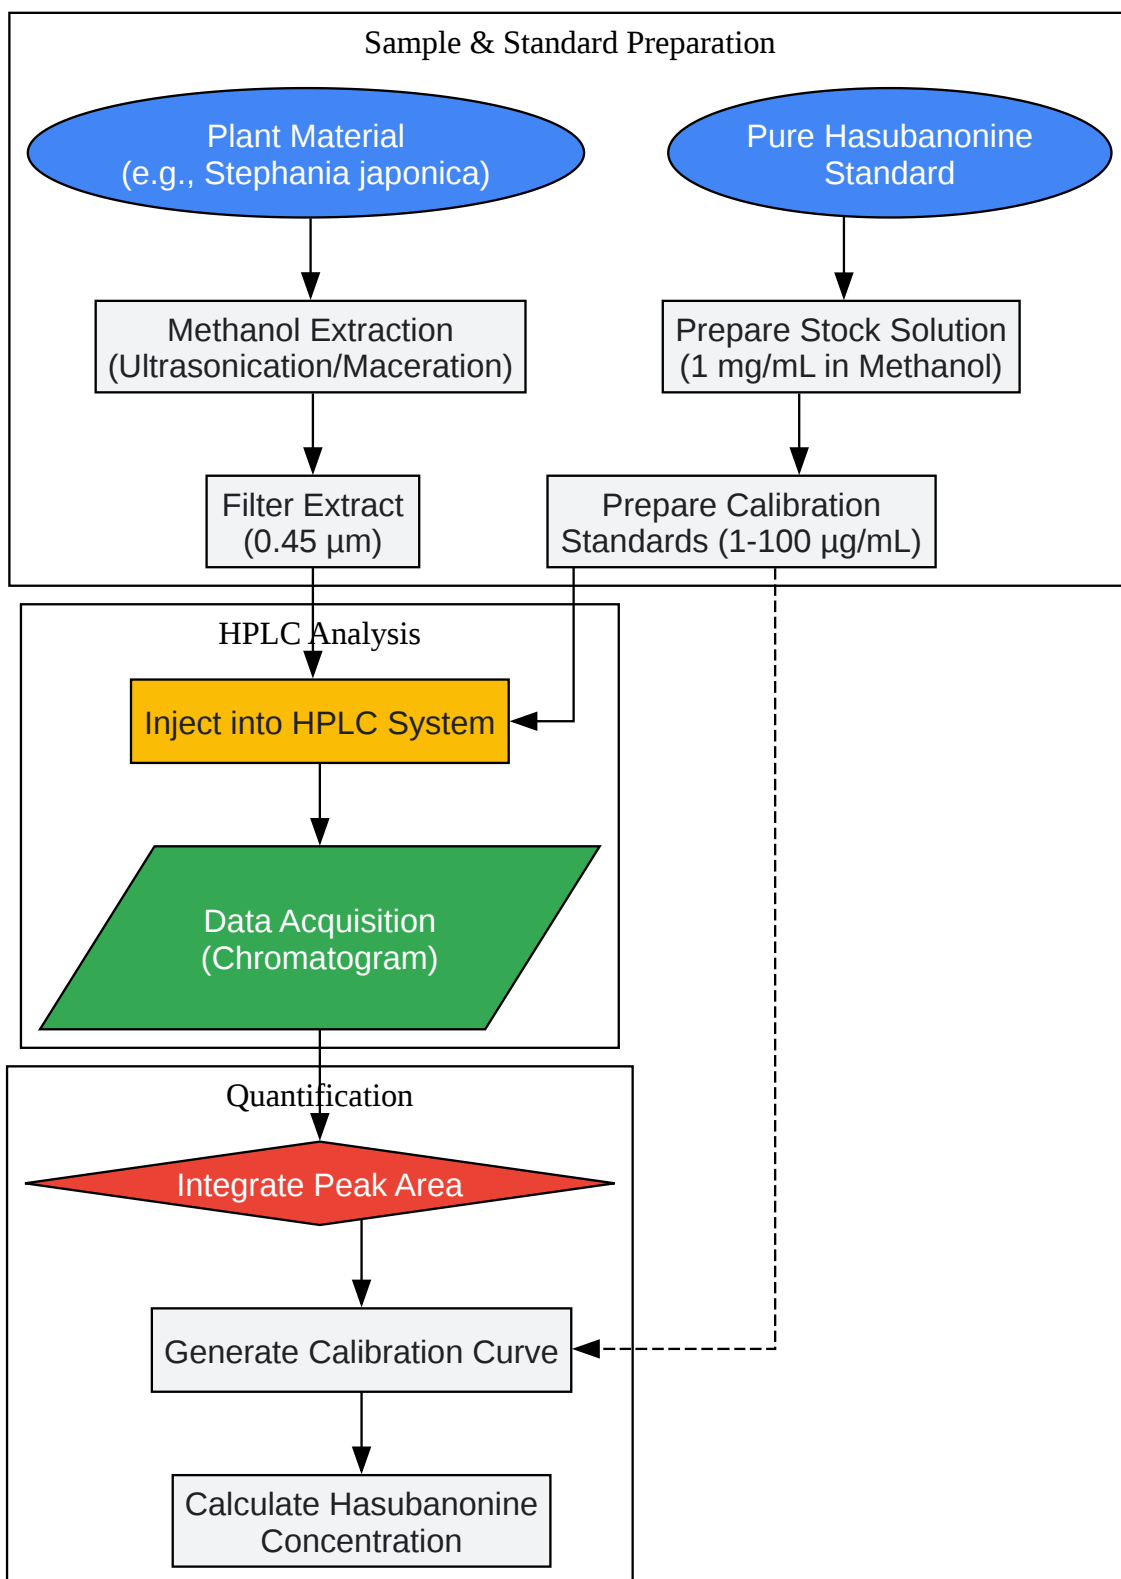 Sample & Standard Preparation
Plant Material
(e.g., Stephania japonica)
Pure Hasubanonine
Standard
Methanol Extraction
(Ultrasonication/Maceration)
Prepare Stock Solution
(1 mg/mL in Methanol)
Filter Extract
(0.45 µm)
Prepare Calibration
Standards (1-100 µg/mL)
HPLC Analysis
Inject into HPLC System
Data Acquisition
(Chromatogram)
Quantification
Integrate Peak Area
Generate Calibration Curve
Calculate Hasubanonine
Concentration